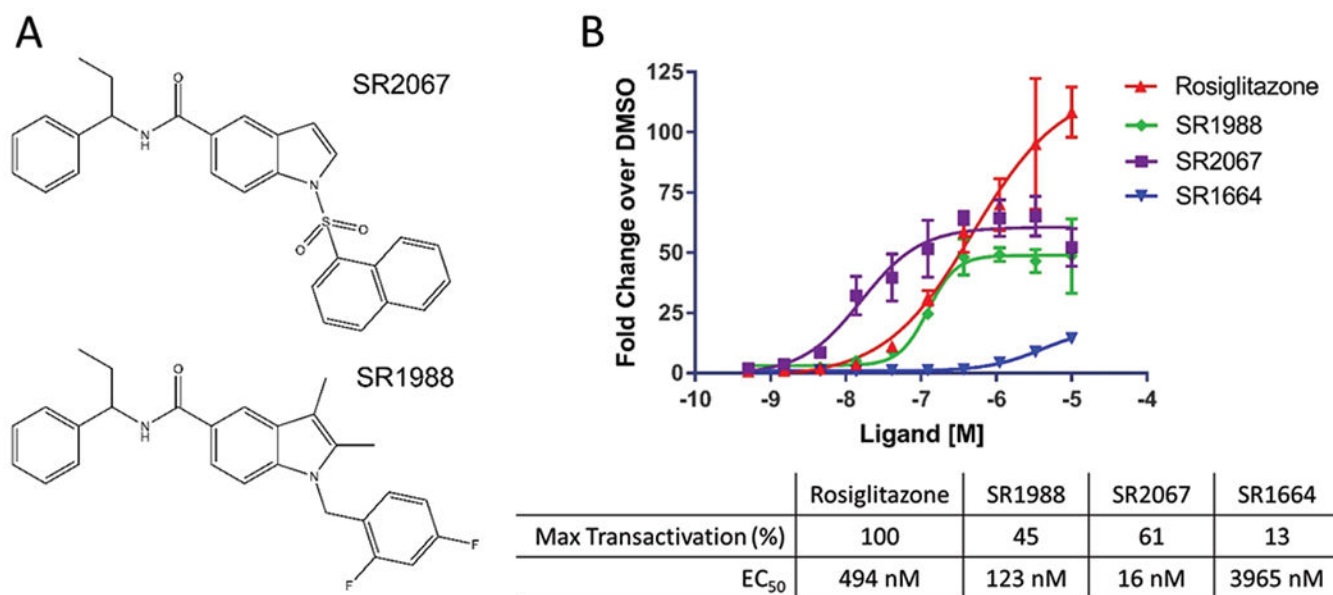 A
SR2067
O
N
H
N
S
O
O
SR1988
O
N
H
N
F
F
B
Fold Change over DMSO
125
100
75
50
25
0
-10 -9 -8 -7 -6 -5 -4
Ligand [M]
Rosiglitazone
SR1988
SR2067
SR1664
Rosiglitazone SR1988 SR2067 SR1664
Max Transactivation (%) 100 45 61 13
EC₅₀ 494 nM 123 nM 16 nM 3965 nM